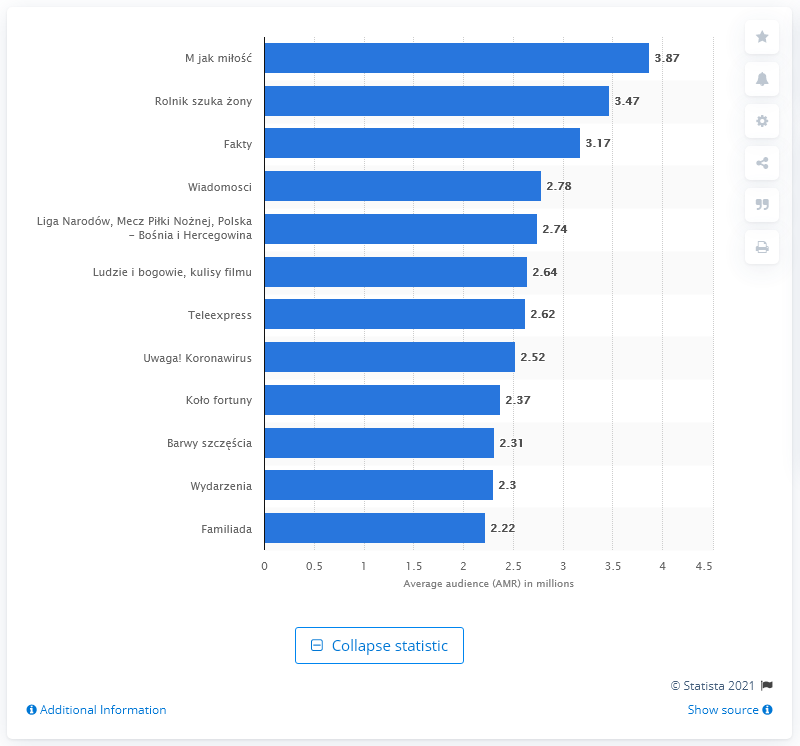 M jak miłość
3.87
Rolnik szuka żony
3.47
Fakty
3.17
Wiadomosci
2.78
Liga Narodów, Mecz Piłki Nożnej, Polska
– Bośnia i Hercegowina
2.74
Ludzie i bogowie, kulisy filmu
2.64
Teleexpress
2.62
Uwaga! Koronawirus
2.52
Koło fortuny
2.37
Barwy szczęścia
2.31
Wydarzenia
2.3
Familiada
2.22
0 0.5 1 1.5 2 2.5 3 3.5 4 4.5
Average audience (AMR) in millions
Collapse statistic
© Statista 2021
Additional Information
Show source